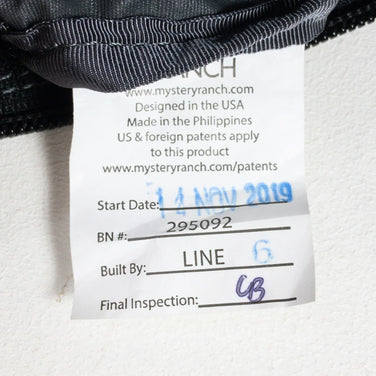 RANCH
www.mysteryranch.com
Designed in the USA
Made in the Philippines
US & foreign patents apply
to this product
www.mysteryranch.com/patents
Start Date: 14 NOV 2019
BN #: 295092
Built By: LINE 6
Final Inspection: CB